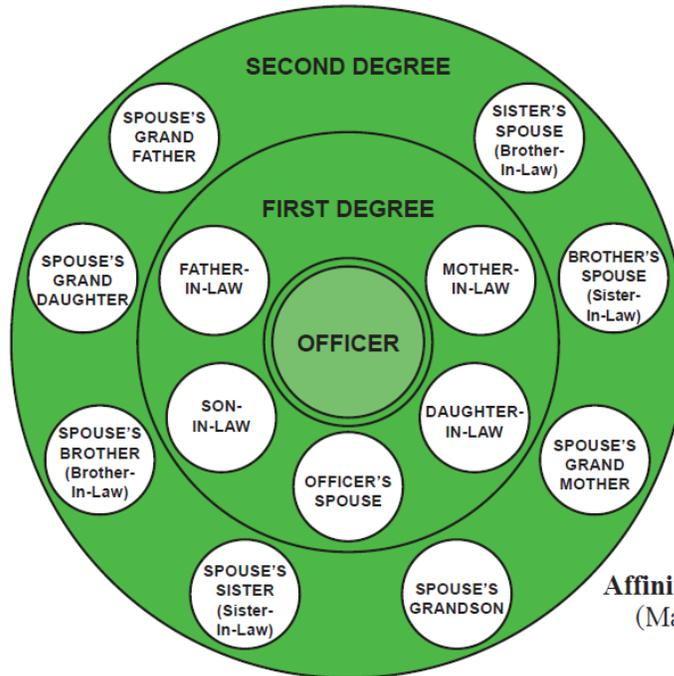 SECOND DEGREE
SPOUSE'S
GRAND
FATHER
SISTER'S
SPOUSE
(Brother-
In-Law)
SPOUSE'S
GRAND
DAUGHTER
BROTHER'S
SPOUSE
(Sister-
In-Law)
SPOUSE'S
BROTHER
(Brother-
In-Law)
SPOUSE'S
GRAND
MOTHER
SPOUSE'S
SISTER
(Sister-
In-Law)
SPOUSE'S
GRANDSON
FIRST DEGREE
FATHER-
IN-LAW
MOTHER-
IN-LAW
SON-
IN-LAW
DAUGHTER-
IN-LAW
OFFICER'S
SPOUSE
OFFICER
Affini
(Ma